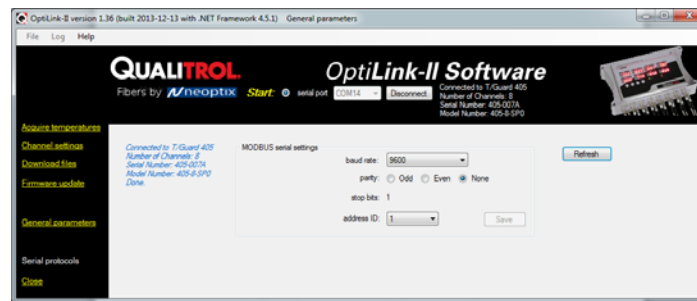 OptiLink-II version 1.36 (built 2013-12-13 with .NET Framework 4.5.1) General parameters
File Log Help
QUALITROL.
Fibers by neoptix
OptiLink-II Software
Start: serial port COM14 Disconnect
Connected to T/Guard 405
Number of Channels: 8
Serial Number: 405-007A
Model Number: 405-8-SP0
Acquire temperatures
Channel settings
Download files
Firmware update
General parameters
Serial protocols
Close
Connected to T/Guard 405
Number of Channels: 8
Serial Number: 405-007A
Model Number: 405-8-SP0
Done.
MODBUS serial settings
baud rate: 9600
parity: Odd Even None
stop bits: 1
address ID: 1
Save
Refresh